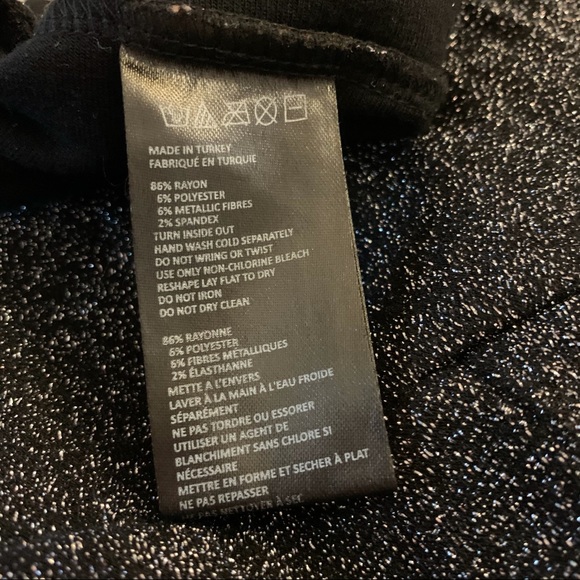 MADE IN TURKEY
FABRIQUÉ EN TURQUIE
86% RAYON
6% POLYESTER
6% METALLIC FIBRES
2% SPANDEX
TURN INSIDE OUT
HAND WASH COLD SEPARATELY
DO NOT WRING OR TWIST
USE ONLY NON-CHLORINE BLEACH
RESHAPE LAY FLAT TO DRY
DO NOT IRON
DO NOT DRY CLEAN
86% RAYONNE
6% POLYESTER
6% FIBRES MÉTALLIQUES
2% ÉLASTHANNE
METTE A L'ENVERS
LAVER À LA MAIN À L'EAU FROIDE
SÉPARÉMENT
NE PAS TORDRE OU ESSORER
UTILISER UN AGENT DE
BLANCHIMENT SANS CHLORE SI
NÉCESSAIRE
METTRE EN FORME ET SECHER À PLAT
NE PAS REPASSER
NE PAS NETTOYER À SEC